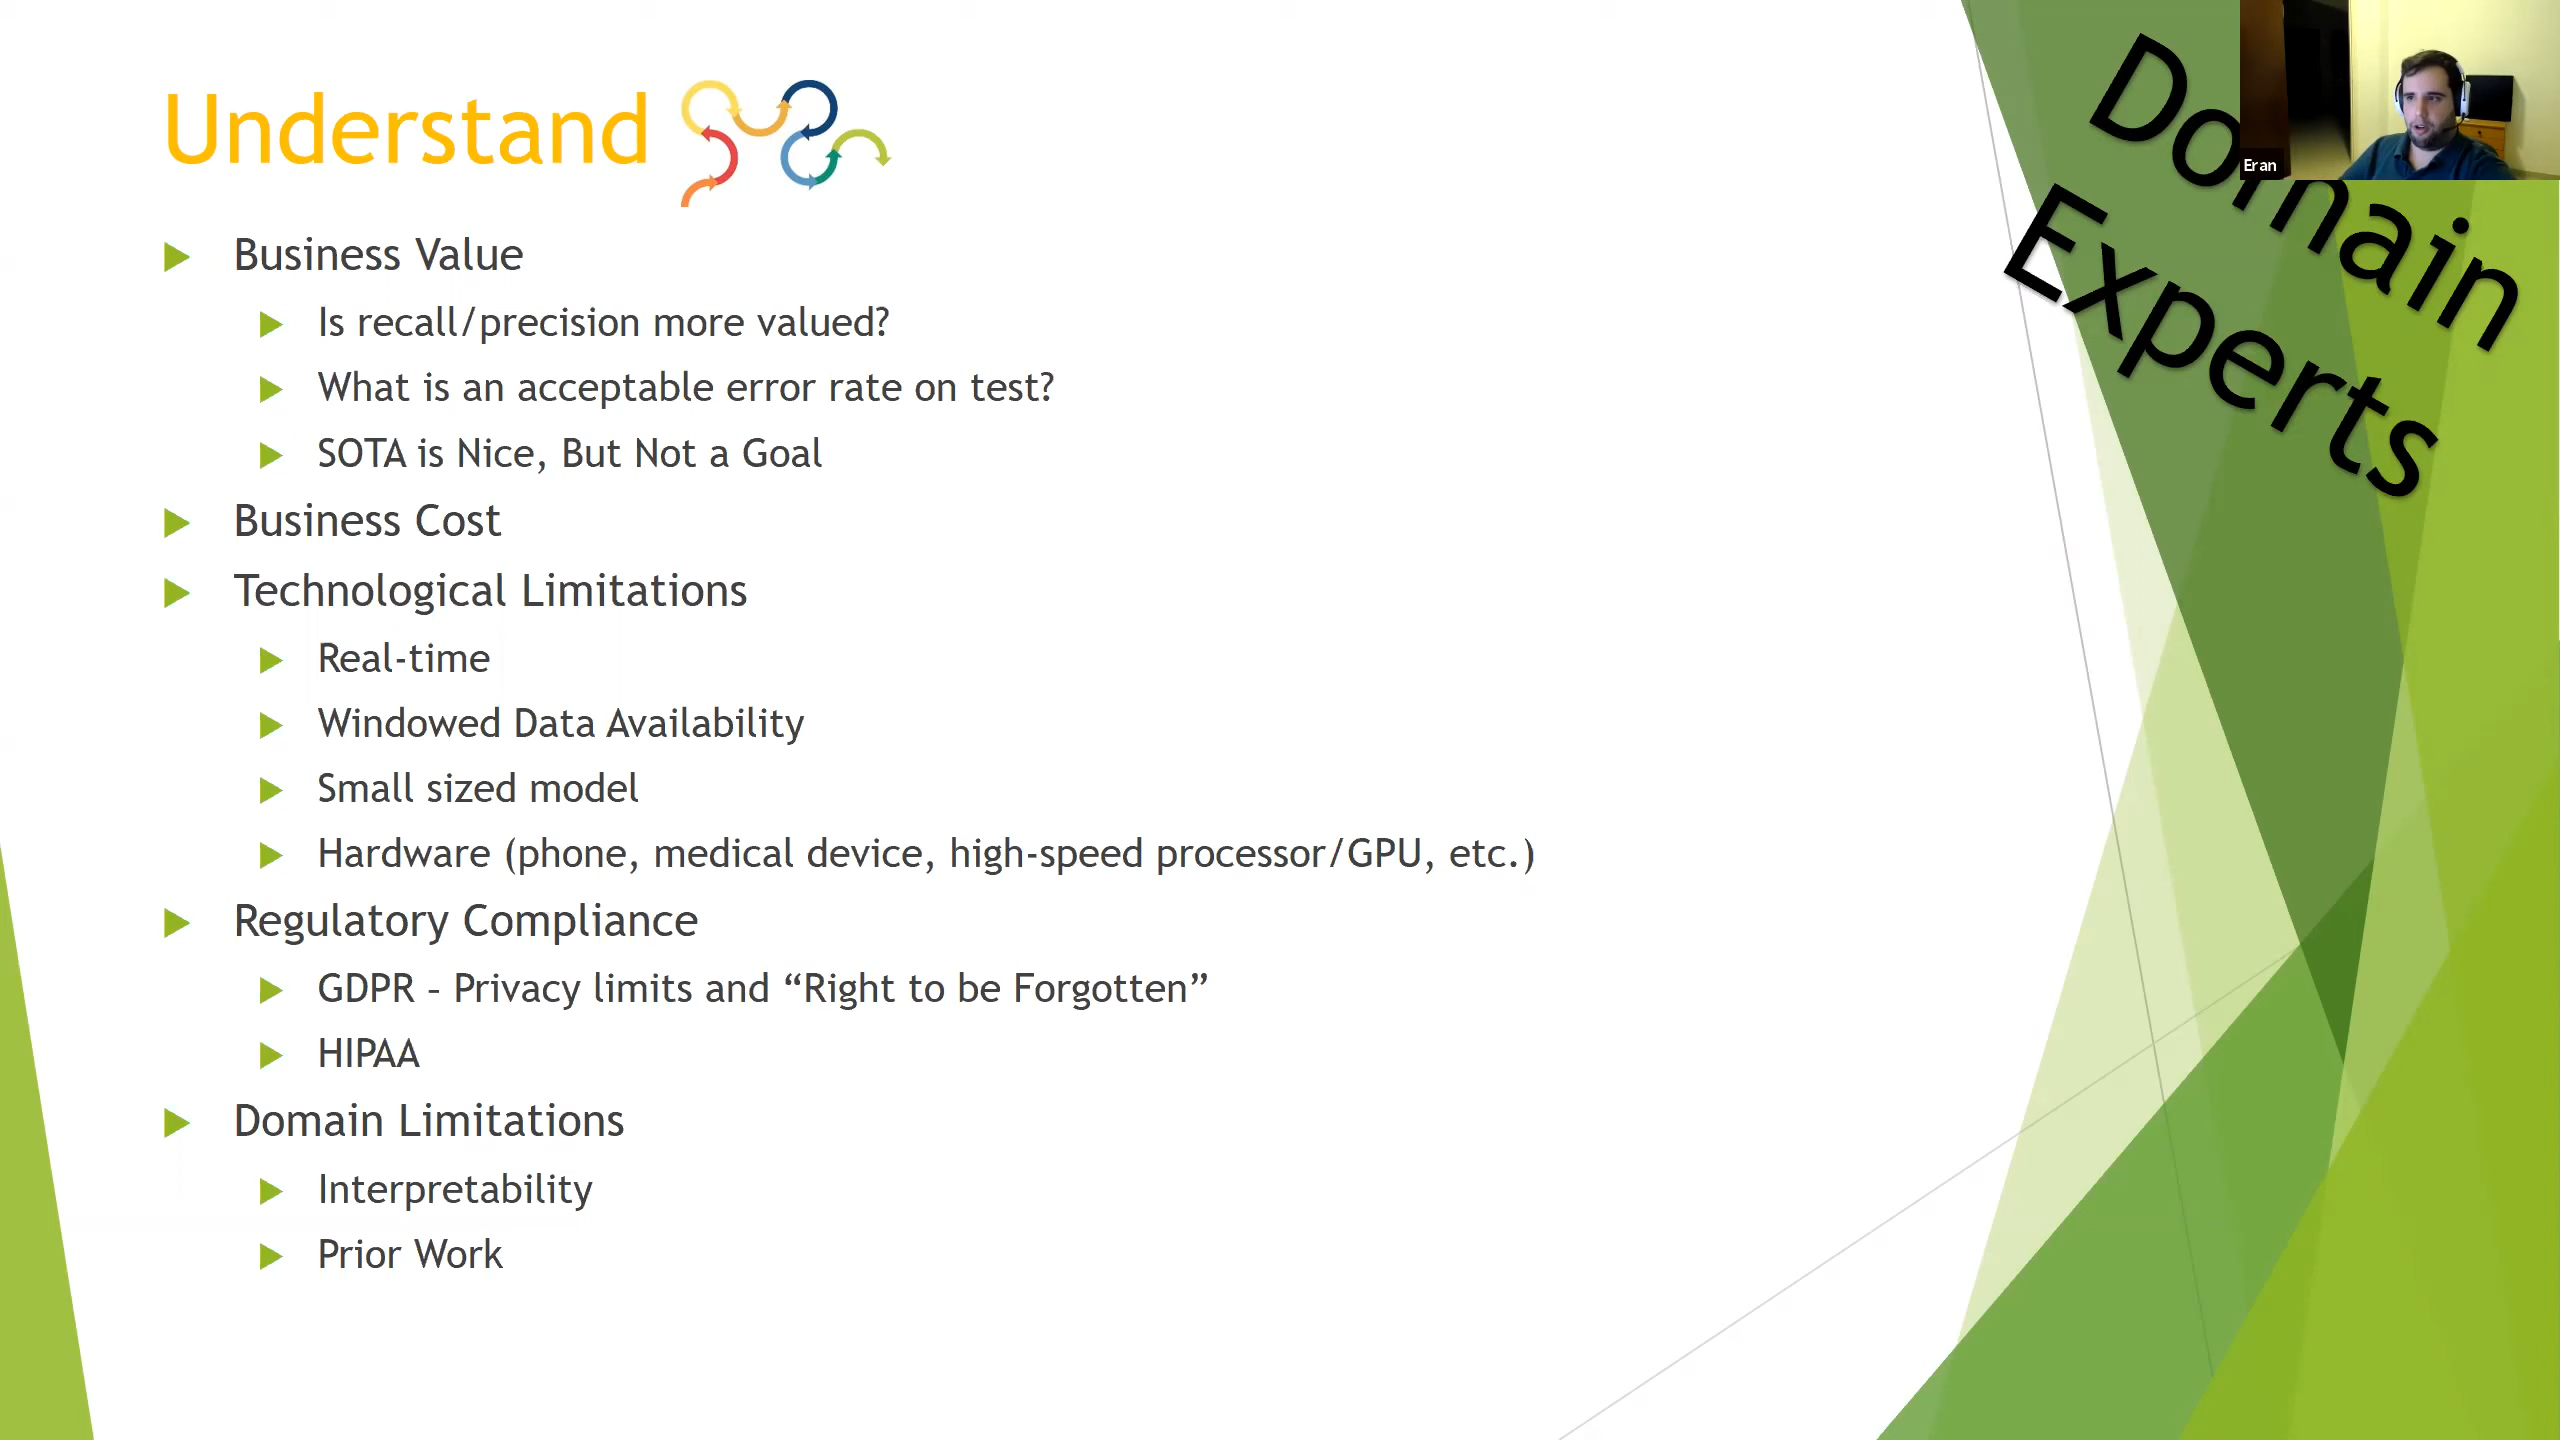 Understand
Business Value
Is recall/precision more valued?
What is an acceptable error rate on test?
SOTA is Nice, But Not a Goal
Business Cost
Technological Limitations
Real-time
Windowed Data Availability
Small sized model
Hardware (phone, medical device, high-speed processor/GPU, etc.)
Regulatory Compliance
GDPR – Privacy limits and “Right to be Forgotten”
HIPAA
Domain Limitations
Interpretability
Prior Work
Domain
Experts
Eran